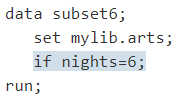 data subset6;
set mylib.arts;
if nights=6;
run;